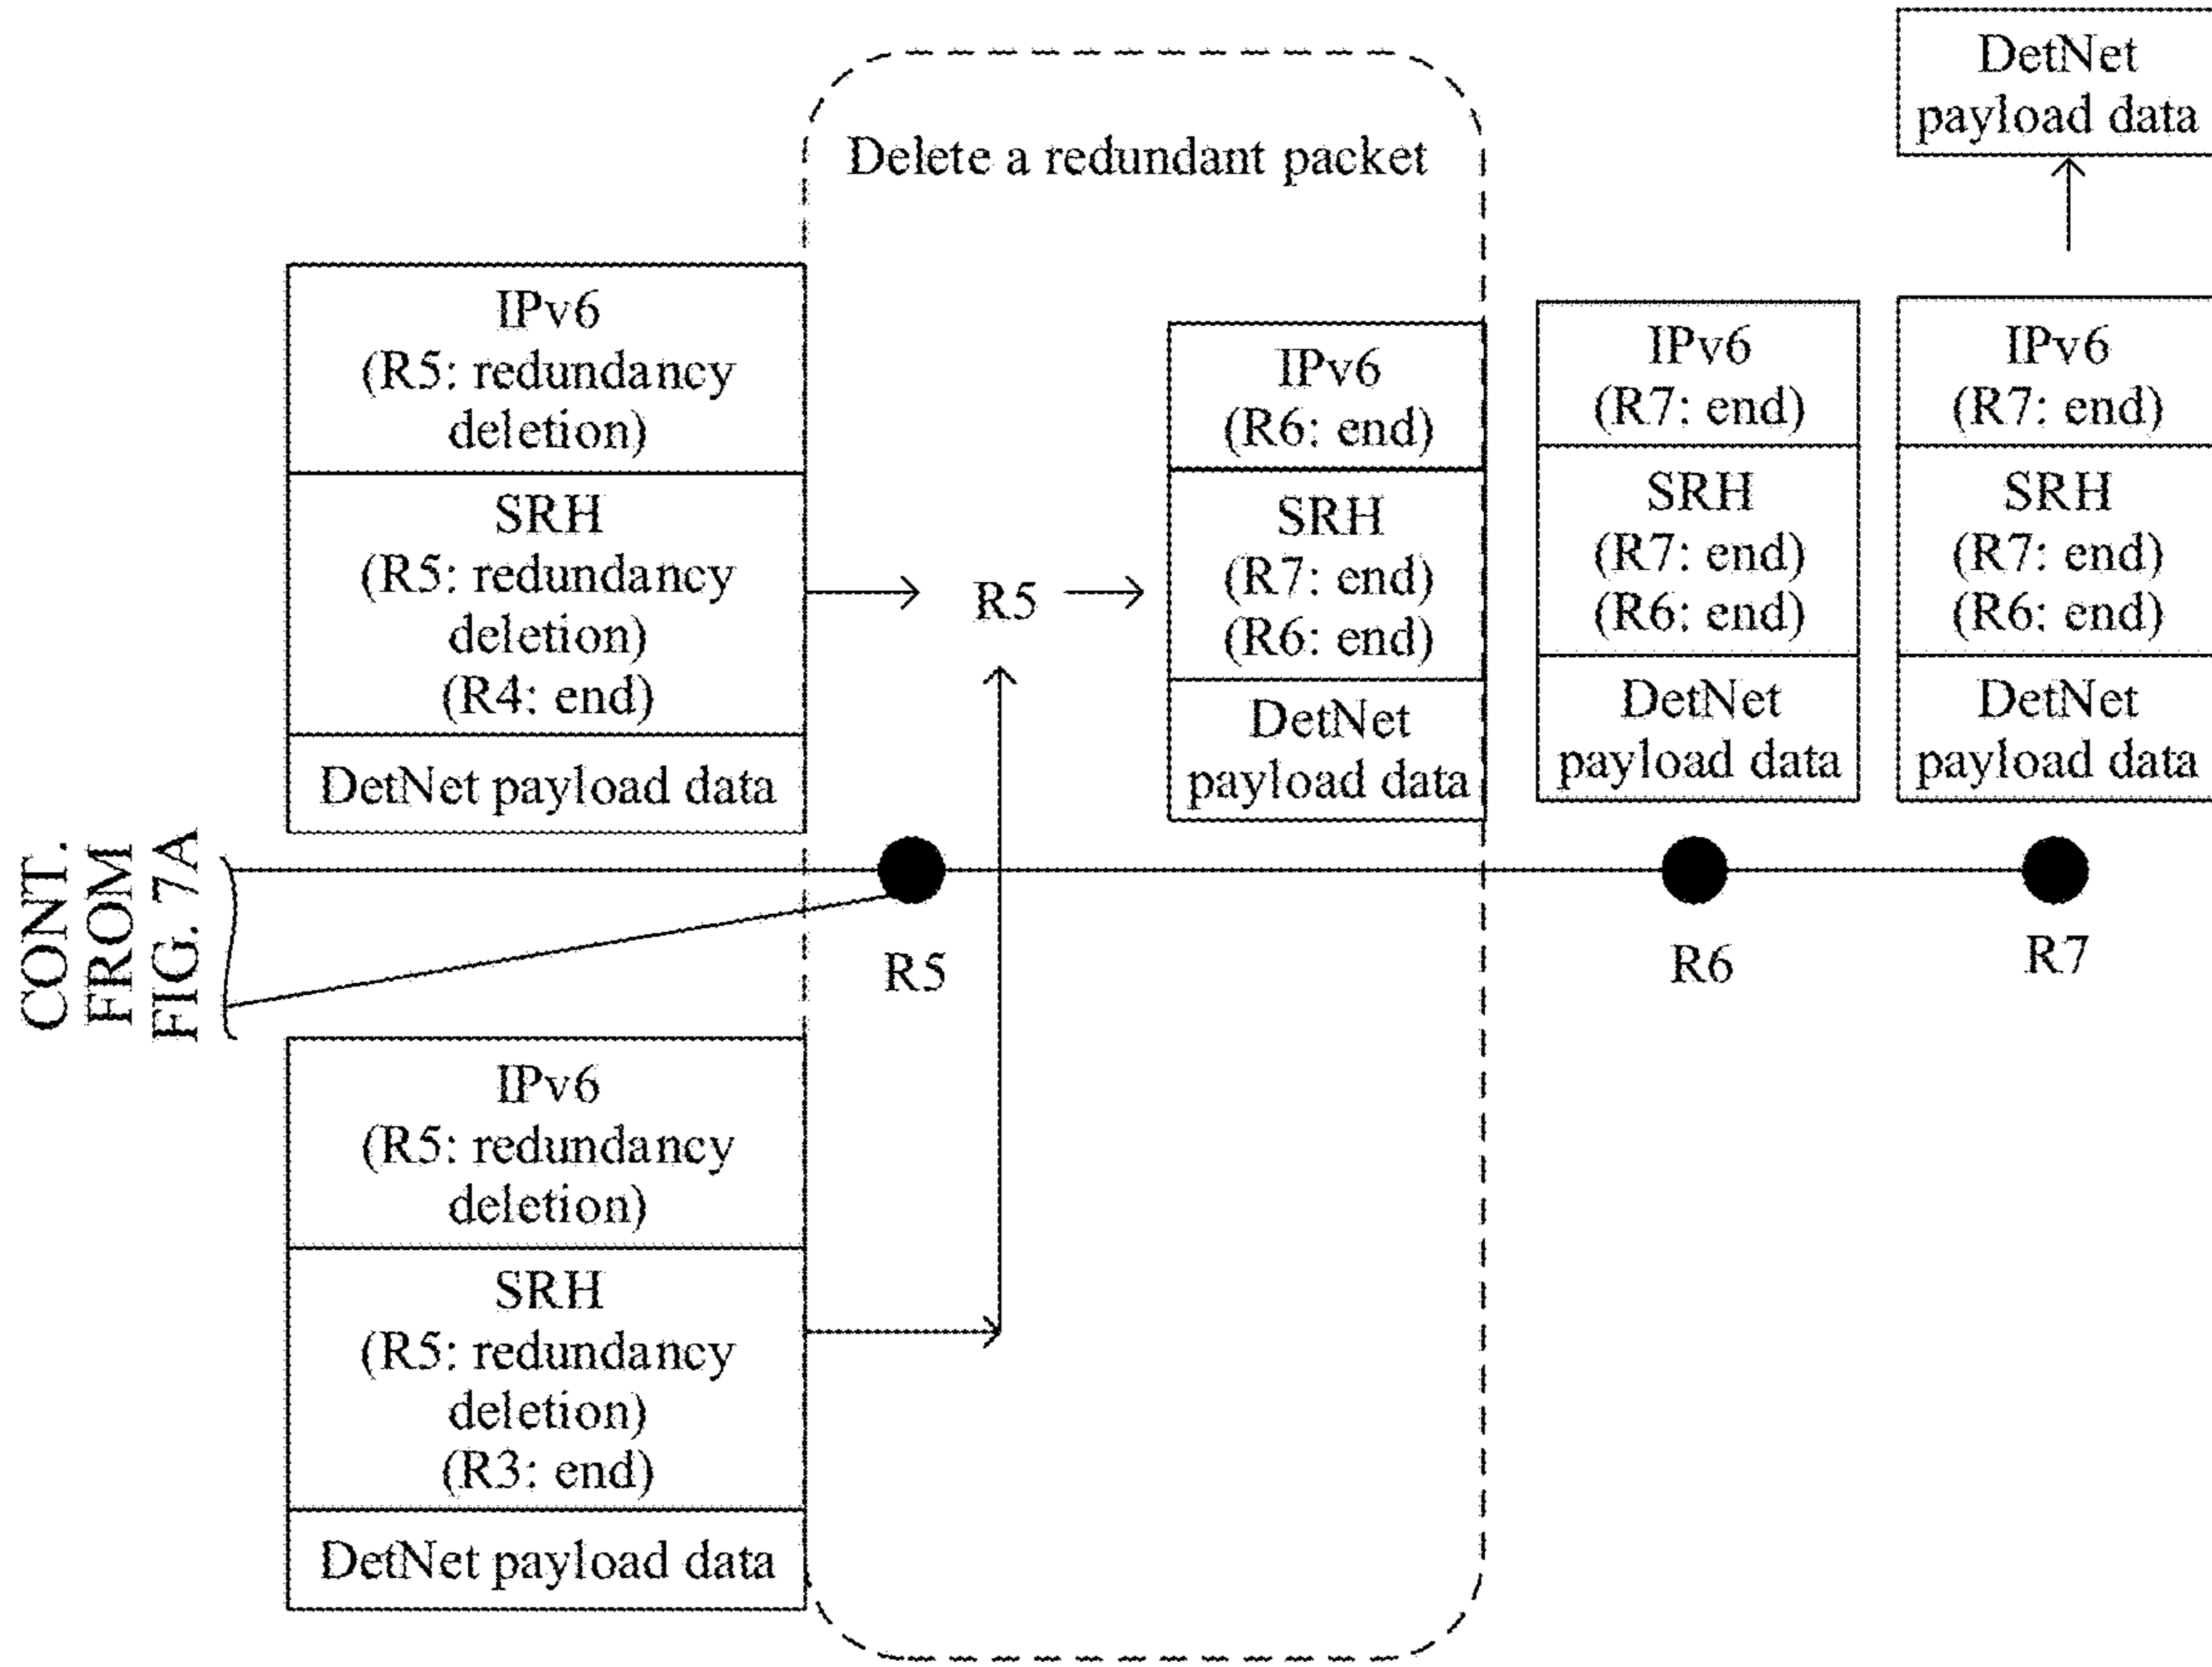 DetNet
payload data
Delete a redundant packet
IPv6
(R5: redundancy
deletion)
SRH
(R5: redundancy
deletion)
(R4: end)
DetNet payload data
R5
IPv6
(R6: end)
SRH
(R7: end)
(R6: end)
DetNet
payload data
IPv6
(R7: end)
SRH
(R7: end)
(R6: end)
DetNet
payload data
IPv6
(R7: end)
SRH
(R7: end)
(R6: end)
DetNet
payload data
CONT.
FROM
FIG. 7A
R5
R6
R7
IPv6
(R5: redundancy
deletion)
SRH
(R5: redundancy
deletion)
(R3: end)
DetNet payload data